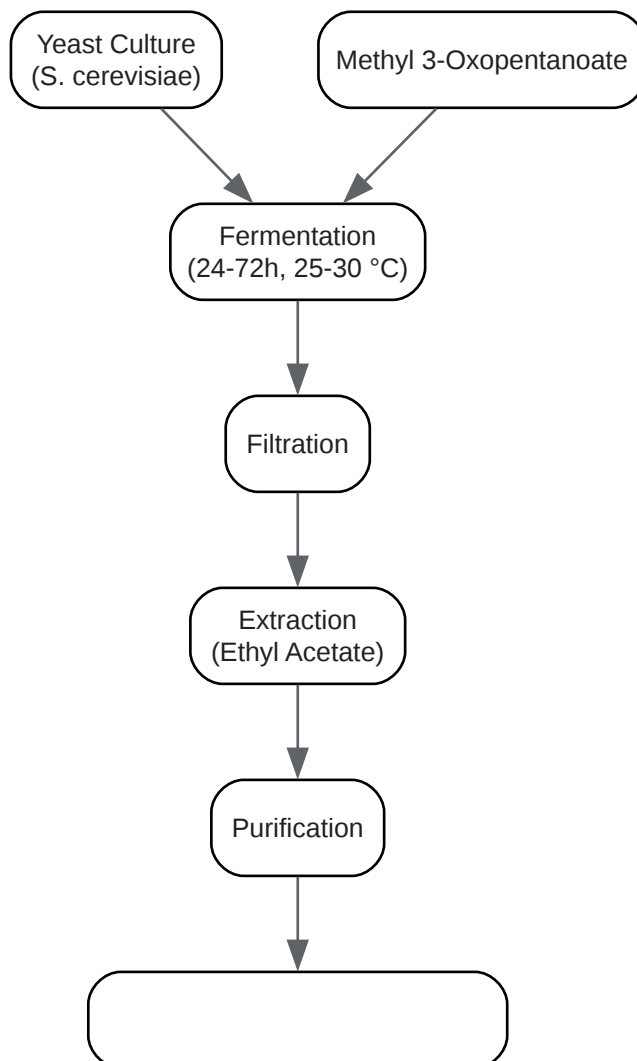 Yeast Culture
(S. cerevisiae)
Methyl 3-Oxopentanoate
Fermentation
(24-72h, 25-30 °C)
Filtration
Extraction
(Ethyl Acetate)
Purification